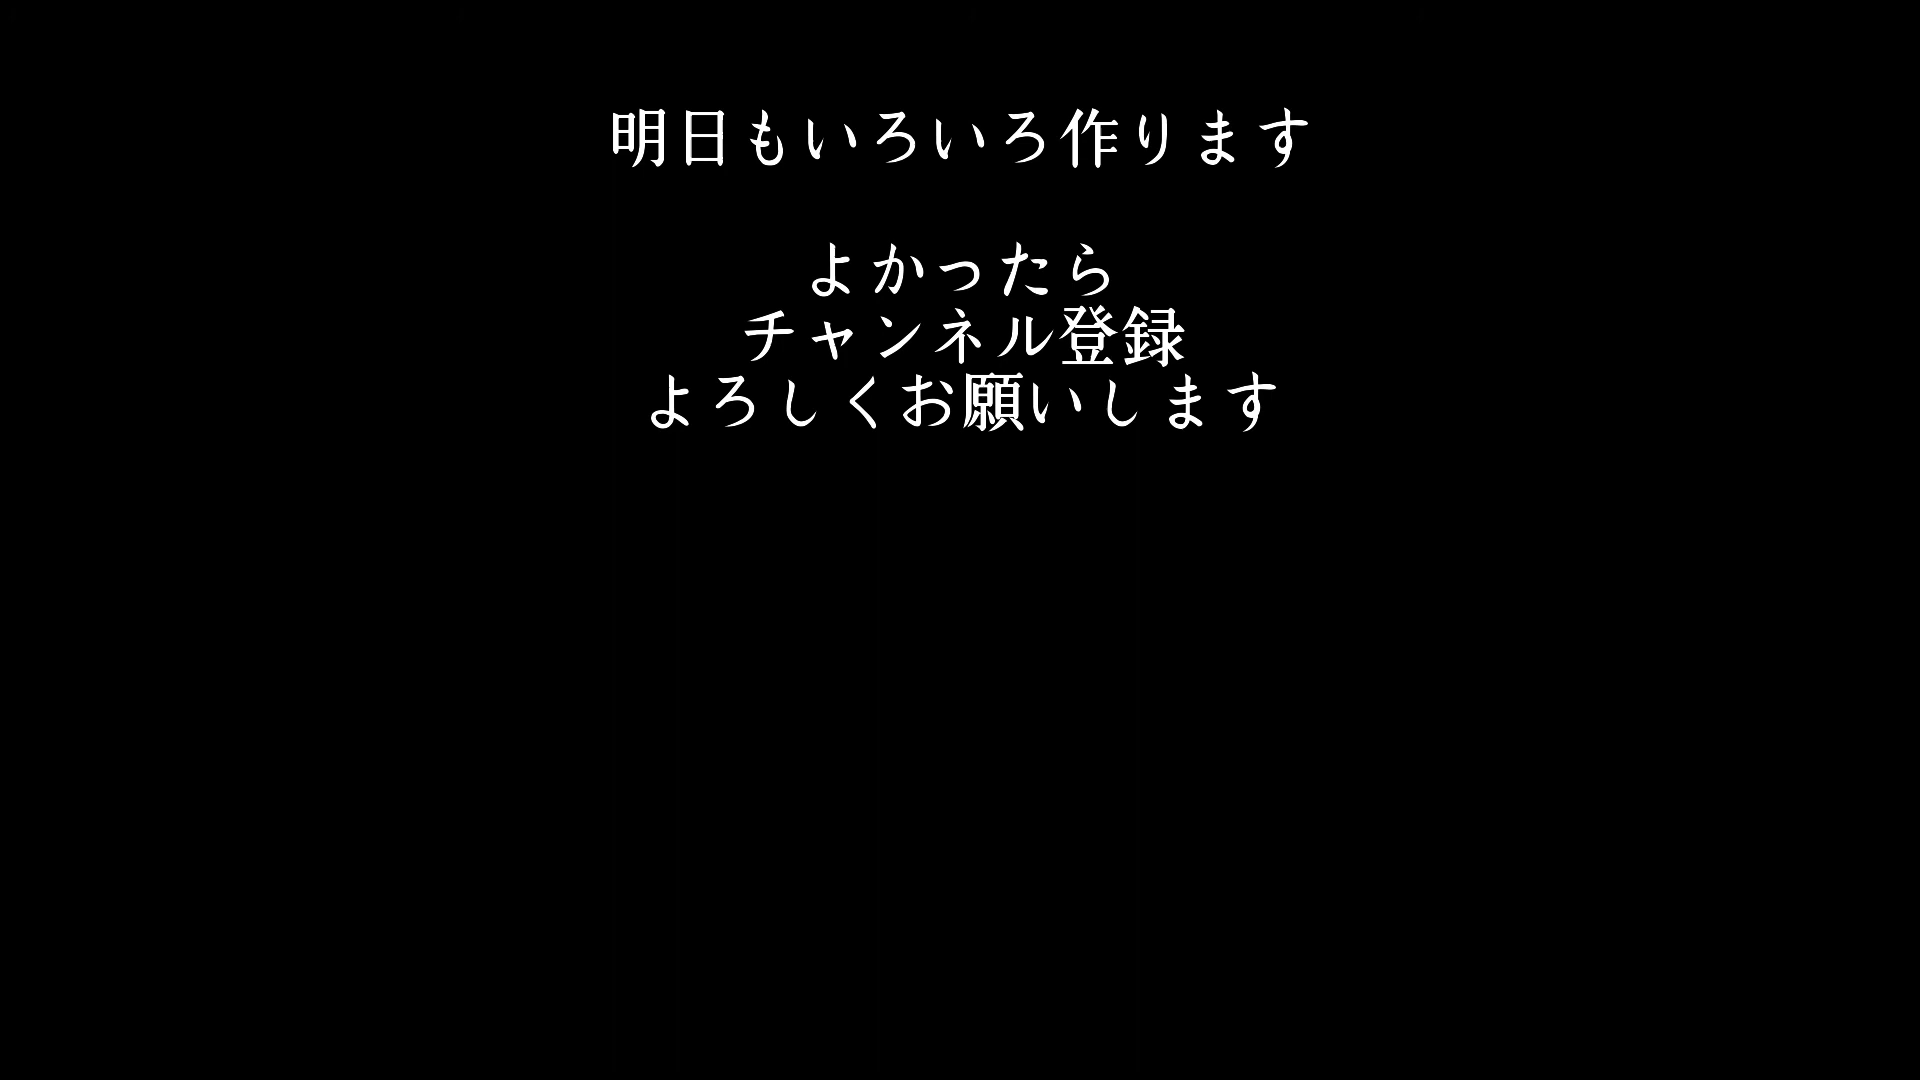 明日もいろいろ作ります
よかったら
チャンネル登録
よろしくお願いします